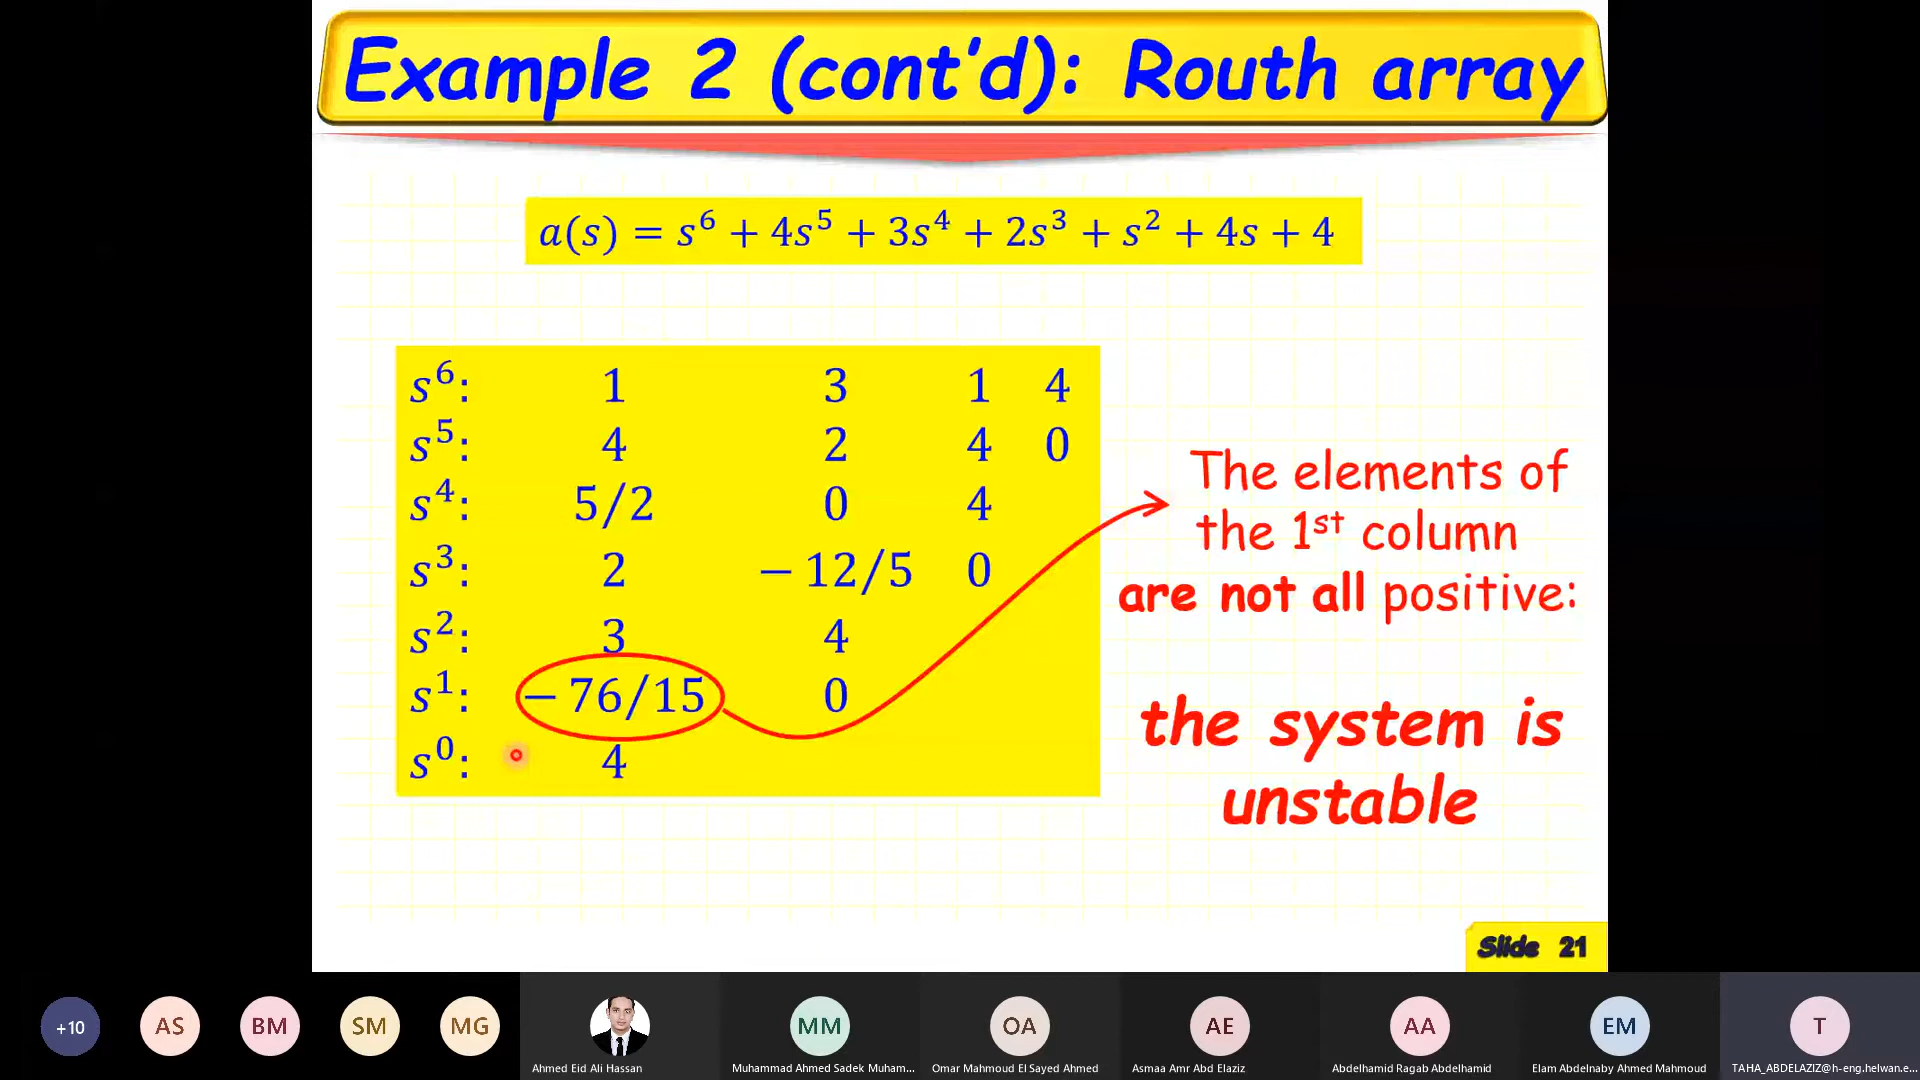 Example 2 (cont'd): Routh array
a(s) = s⁶ + 4s⁵ + 3s⁴ + 2s³ + s² + 4s + 4
s⁶: 1 3 1 4
s⁵: 4 2 4 0
s⁴: 5/2 0 4
s³: 2 − 12/5 0
s²: 3 4
s¹: − 76/15 0
s⁰: 4
The elements of
the 1st column
are not all positive:
the system is
unstable
Slide 21
+10 AS BM SM MG MM OA AE AA EM T
Ahmed Eid Ali Hassan Muhammad Ahmed Sadek Muham... Omar Mahmoud El Sayed Ahmed Asmaa Amr Abd Elaziz Abdelhamid Ragab Abdelhamid Elam Abdelnaby Ahmed Mahmoud TAHA_ABDELAZIZ@h-eng.helwan.e...